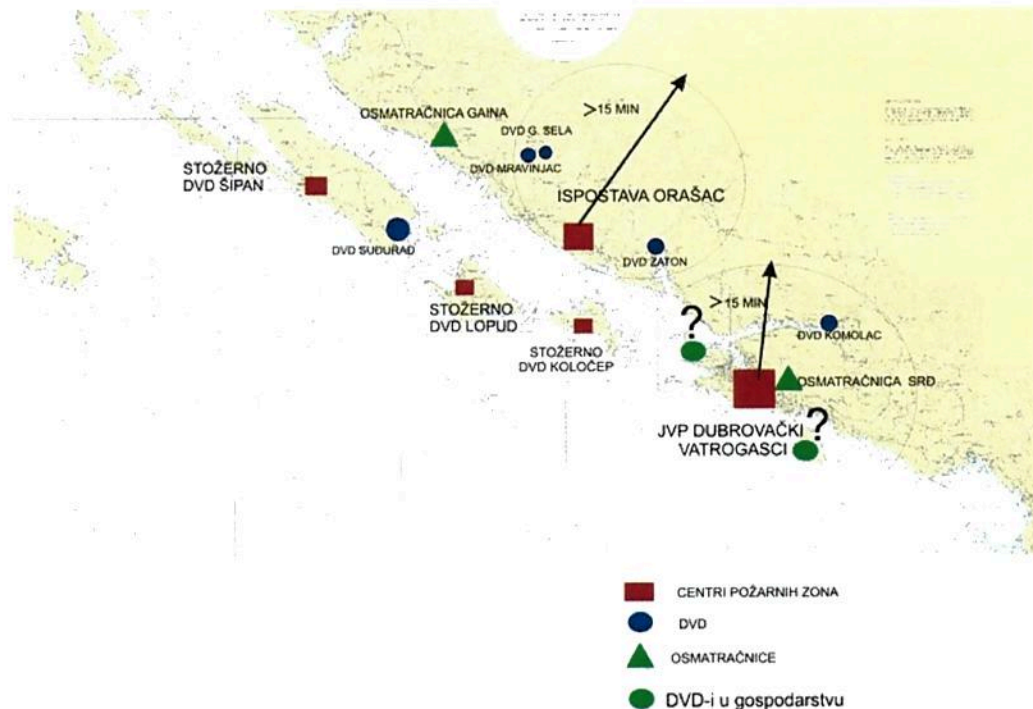 OSMATRAČNICA GAINA
>15 MIN
DVD G. SELA
DVD MRAVINJAC
STOŽERNO
DVD ŠIPAN
ISPOSTAVA ORAŠAC
DVD SUĐURAĐ
DVD ZATON
STOŽERNO
DVD LOPUD
>15 MIN
?
DVD KOMOLAC
STOŽERNO
DVD KOLOČEP
OSMATRAČNICA SRĐ
?
JVP DUBROVAČKI
VATROGASCI
CENTRI POŽARNIH ZONA
DVD
OSMATRAČNICE
DVD-i u gospodarstvu